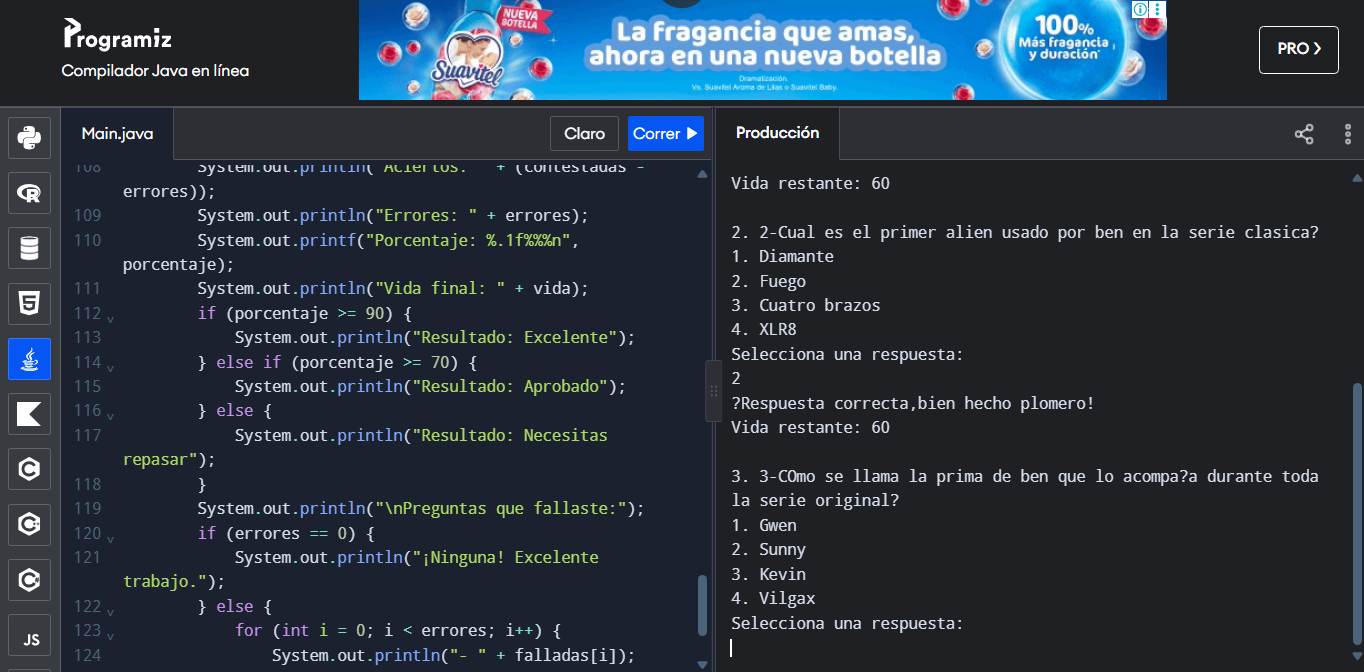 Programiz
Compilador Java en línea
NUEVA
BOTELLA
Suavitel
La fragancia que amas,
ahora en una nueva botella
Dramatización.
Vs. Suavitel Aroma de Lilas o Suavitel Baby.
100%
Más fragancia
y duración
PRO
Main.java
Claro
Correr
Producción
108 System.out.println("Aciertos: " + (contestadas -
errores));
109 System.out.println("Errores: " + errores);
110 System.out.printf("Porcentaje: %.1f%%%n",
porcentaje);
111 System.out.println("Vida final: " + vida);
112 if (porcentaje >= 90) {
113 System.out.println("Resultado: Excelente");
114 } else if (porcentaje >= 70) {
115 System.out.println("Resultado: Aprobado");
116 } else {
117 System.out.println("Resultado: Necesitas
repasar");
118 }
119 System.out.println("\nPreguntas que fallaste:");
120 if (errores == 0) {
121 System.out.println("¡Ninguna! Excelente
trabajo.");
122 } else {
123 for (int i = 0; i < errores; i++) {
124 System.out.println("- " + falladas[i]);
JS
Vida restante: 60
2. 2-Cual es el primer alien usado por ben en la serie clasica?
1. Diamante
2. Fuego
3. Cuatro brazos
4. XLR8
Selecciona una respuesta:
2
?Respuesta correcta,bien hecho plomero!
Vida restante: 60
3. 3-COmo se llama la prima de ben que lo acompa?a durante toda
la serie original?
1. Gwen
2. Sunny
3. Kevin
4. Vilgax
Selecciona una respuesta: